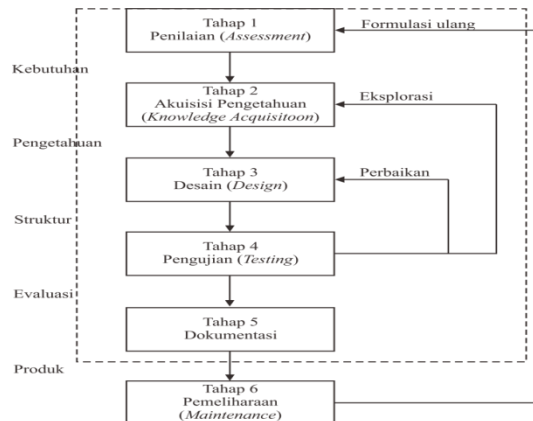 Tahap 1
Penilaian (Assessment)
Formulasi ulang
Kebutuhan
Tahap 2
Akuisisi Pengetahuan
(Knowledge Acquisitoon)
Eksplorasi
Pengetahuan
Tahap 3
Desain (Design)
Perbaikan
Struktur
Tahap 4
Pengujian (Testing)
Evaluasi
Tahap 5
Dokumentasi
Produk
Tahap 6
Pemeliharaan
(Maintenance)